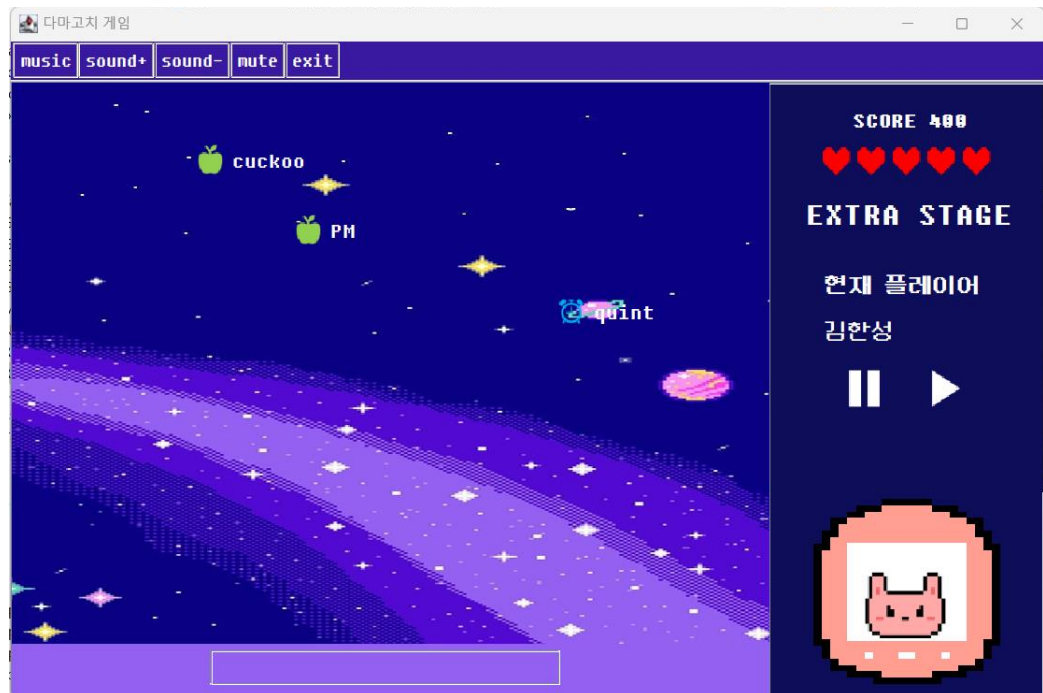 다마고치 게임
music sound+ sound- mute exit
SCORE 400
cuckoo
EXTRA STAGE
PM
현재 플레이어
quint
김한성